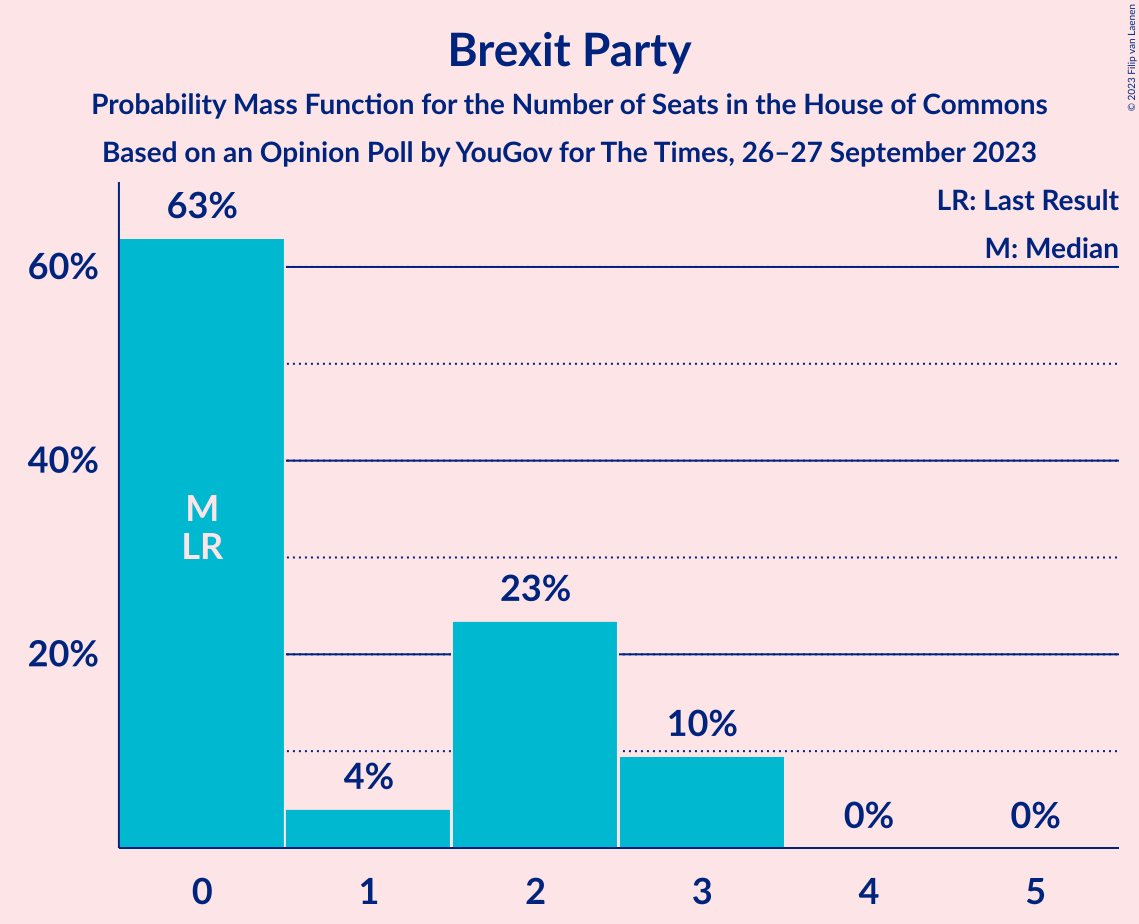 Brexit Party
Probability Mass Function for the Number of Seats in the House of Commons
Based on an Opinion Poll by YouGov for The Times, 26–27 September 2023
© 2023 Filip van Laenen
LR: Last Result
M: Median
63%
60%
40%
M
LR
23%
20%
10%
4%
0%
0%
0 1 2 3 4 5